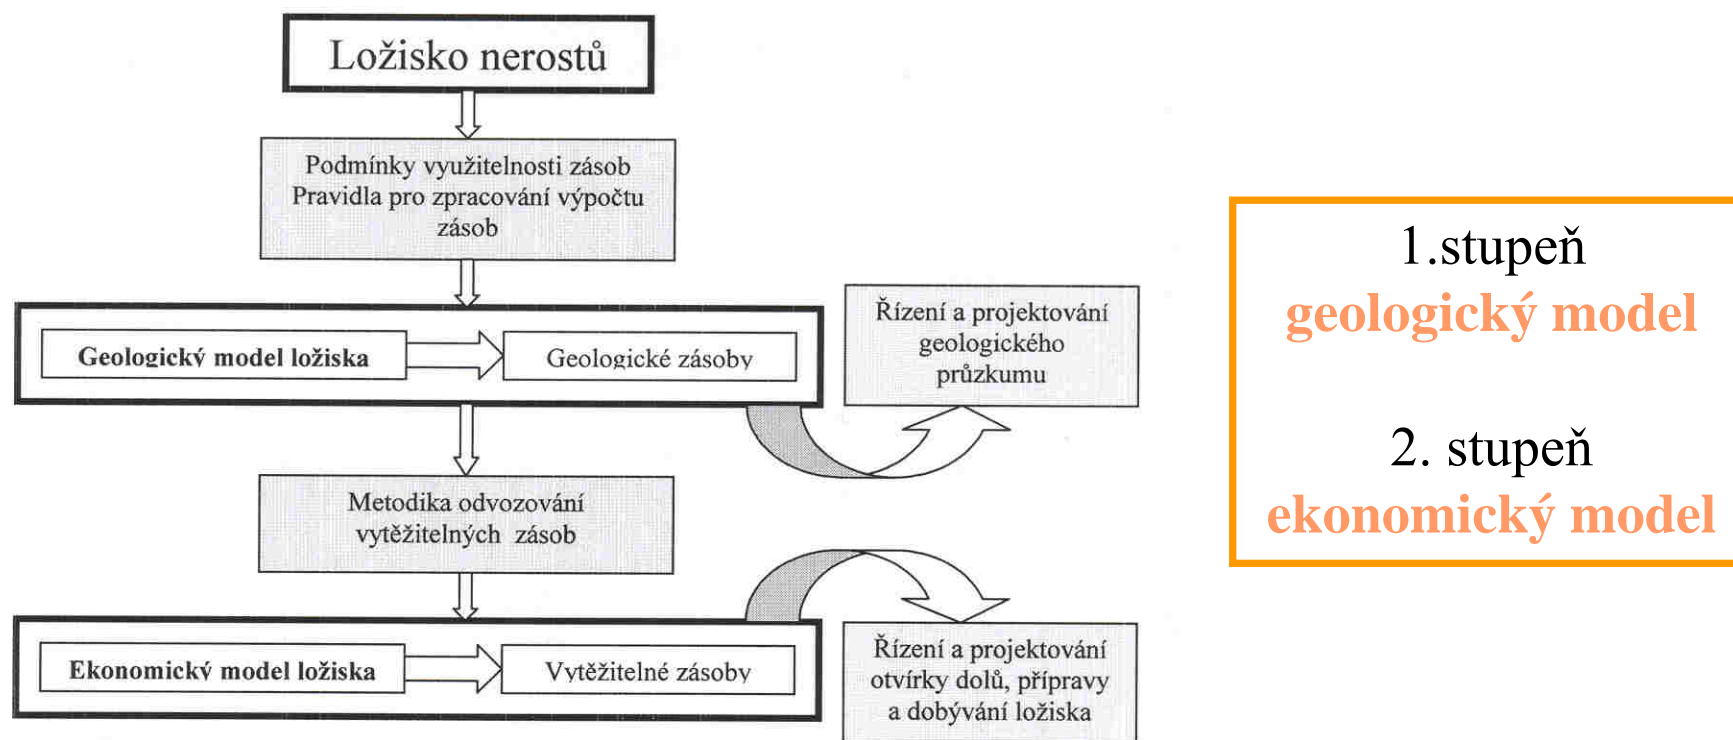 Ložisko nerostů
Podmínky využitelnosti zásob
Pravidla pro zpracování výpočtu
zásob
Geologický model ložiska
Geologické zásoby
Řízení a projektování
geologického
průzkumu
Metodika odvozování
vytěžitelných zásob
Ekonomický model ložiska
Vytěžitelné zásoby
Řízení a projektování
otvírky dolů, přípravy
a dobývání ložiska
1.stupeň
geologický model
2. stupeň
ekonomický model